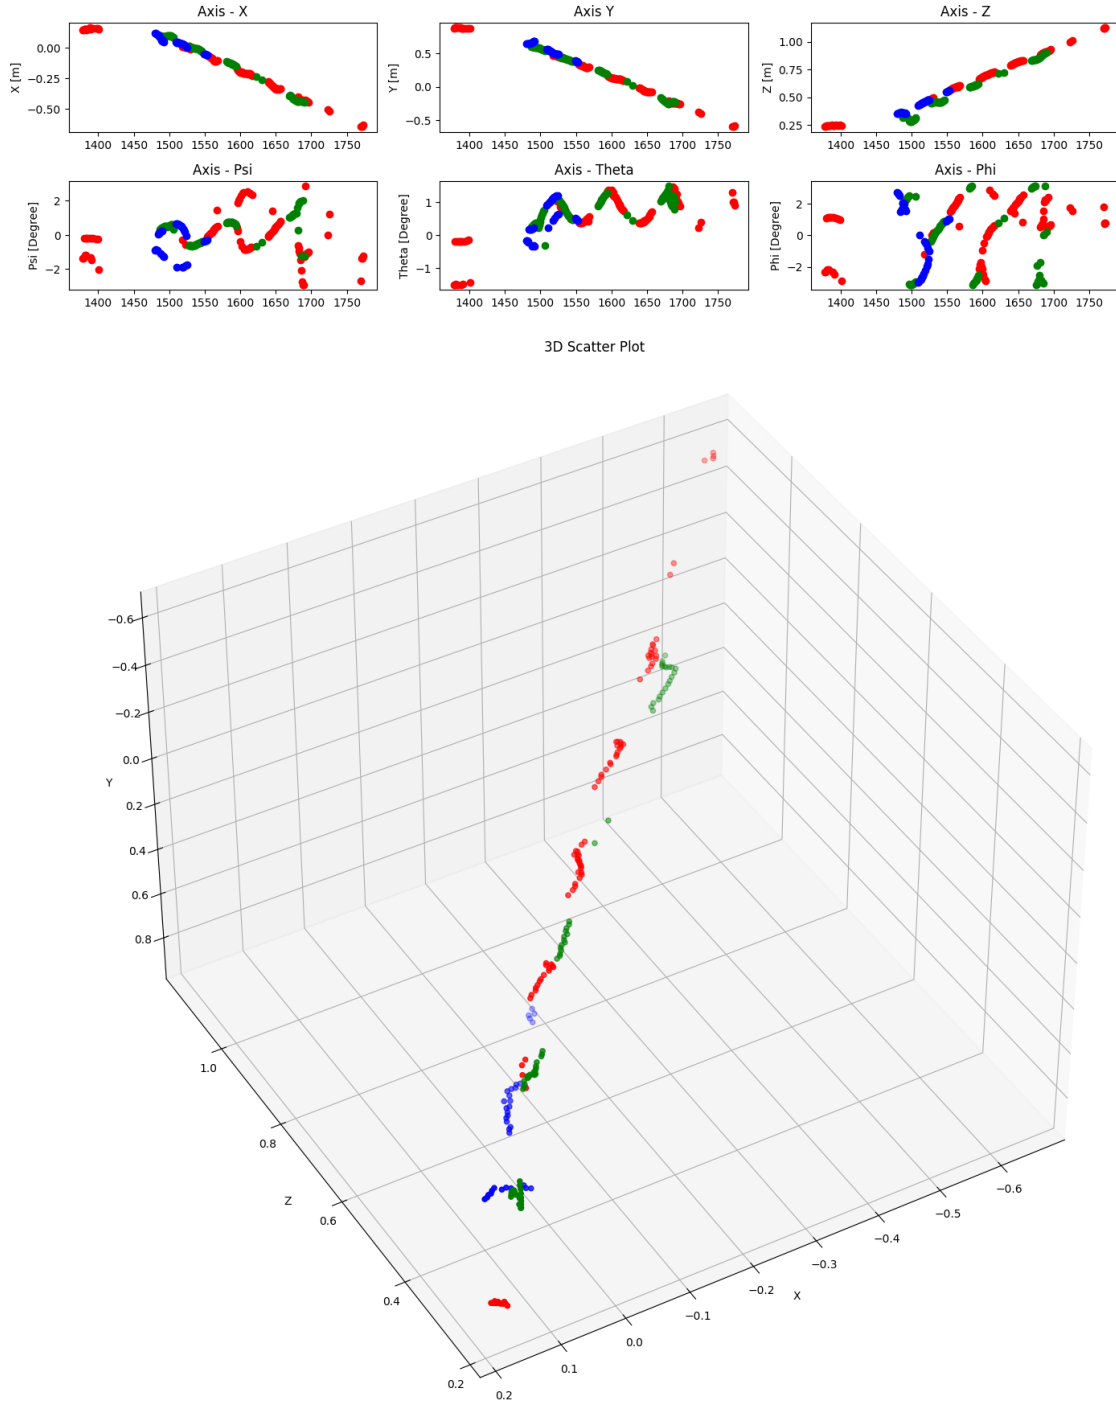 Axis - X
Axis Y
Axis - Z
X [m]
0.00
−0.25
−0.50
1400 1450 1500 1550 1600 1650 1700 1750
Y [m]
0.5
0.0
−0.5
1400 1450 1500 1550 1600 1650 1700 1750
Z [m]
1.00
0.75
0.50
0.25
1400 1450 1500 1550 1600 1650 1700 1750
Axis - Psi
Axis - Theta
Axis - Phi
Psi [Degree]
2
0
−2
1400 1450 1500 1550 1600 1650 1700 1750
Theta [Degree]
1
0
−1
1400 1450 1500 1550 1600 1650 1700 1750
Phi [Degree]
2
0
−2
1400 1450 1500 1550 1600 1650 1700 1750
3D Scatter Plot
−0.6
−0.4
−0.2
0.0
0.2
0.4
0.6
0.8
Y
1.0
0.8
0.6
0.4
0.2
Z
−0.6
−0.5
−0.4
−0.3
−0.2
−0.1
0.0
0.1
0.2
X